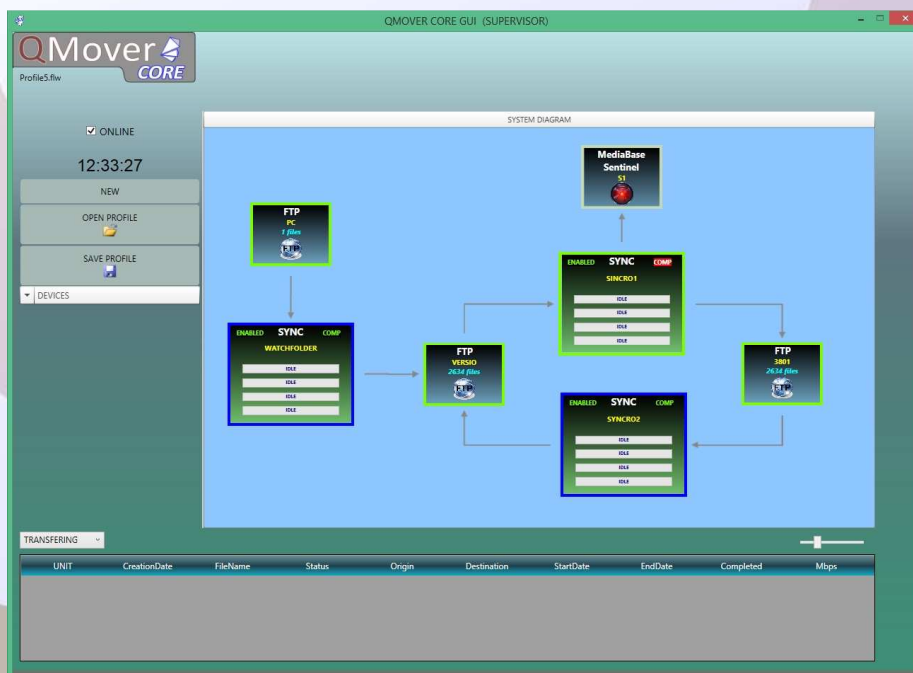 QMOVER CORE GUI (SUPERVISOR)
QMover
CORE
Profile5.flw
ONLINE
12:33:27
NEW
OPEN PROFILE
SAVE PROFILE
DEVICES
SYSTEM DIAGRAM
MediaBase
Sentinel
S1
FTP
PC
1 files
FTP
ENABLED SYNC COMP
SINCRO1
IDLE
IDLE
IDLE
IDLE
ENABLED SYNC COMP
WATCHFOLDER
IDLE
IDLE
IDLE
IDLE
FTP
VERSIO
2634 files
FTP
FTP
3801
2634 files
FTP
ENABLED SYNC COMP
SYNCRO2
IDLE
IDLE
IDLE
IDLE
TRANSFERING
UNIT CreationDate FileName Status Origin Destination StartDate EndDate Completed Mbps